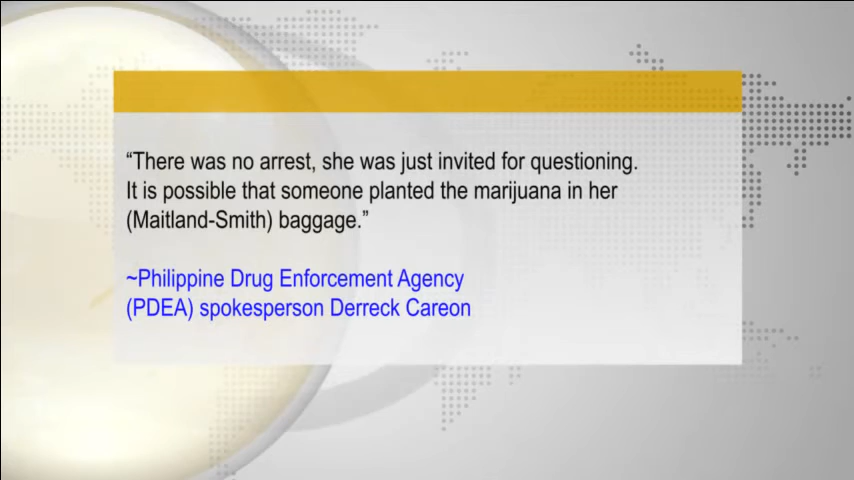 “There was no arrest, she was just invited for questioning.
It is possible that someone planted the marijuana in her
(Maitland-Smith) baggage.”
~Philippine Drug Enforcement Agency
(PDEA) spokesperson Derreck Careon